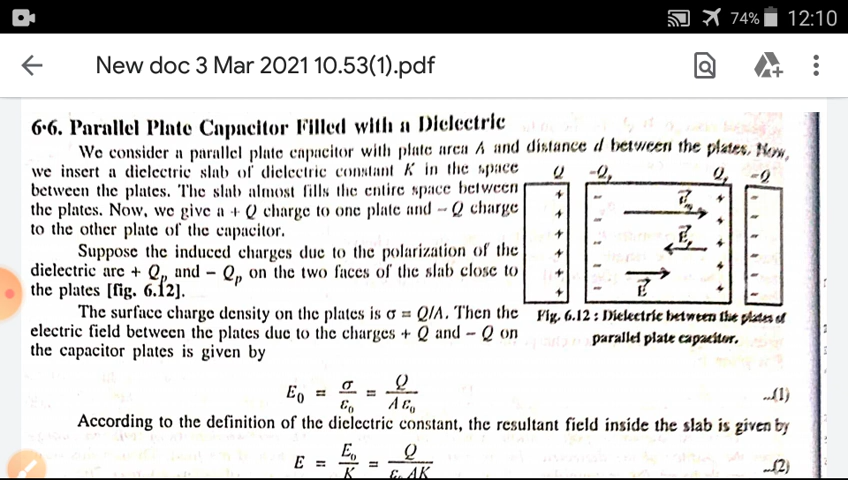 74% 12:10
New doc 3 Mar 2021 10.53(1).pdf
6·6. Parallel Plate Capacitor Filled with a Dielectric
We consider a parallel plate capacitor with plate area A and distance d between the plates. Now,
we insert a dielectric slab of dielectric constant K in the space
between the plates. The slab almost fills the entire space between
the plates. Now, we give a + Q charge to one plate and – Q charge
to the other plate of the capacitor.
Suppose the induced charges due to the polarization of the
dielectric are + Qp and – Qp on the two faces of the slab close to
the plates [fig. 6.12].
Q -Qp Qp -Q
E
Fig. 6.12 : Dielectric between the plates of
parallel plate capacitor.
The surface charge density on the plates is σ = Q/A. Then the
electric field between the plates due to the charges + Q and – Q on
the capacitor plates is given by
E0 = σ/ε0 = Q/Aε0 ...(1)
According to the definition of the dielectric constant, the resultant field inside the slab is given by
E = E0/K = Q/ε0AK ...(2)